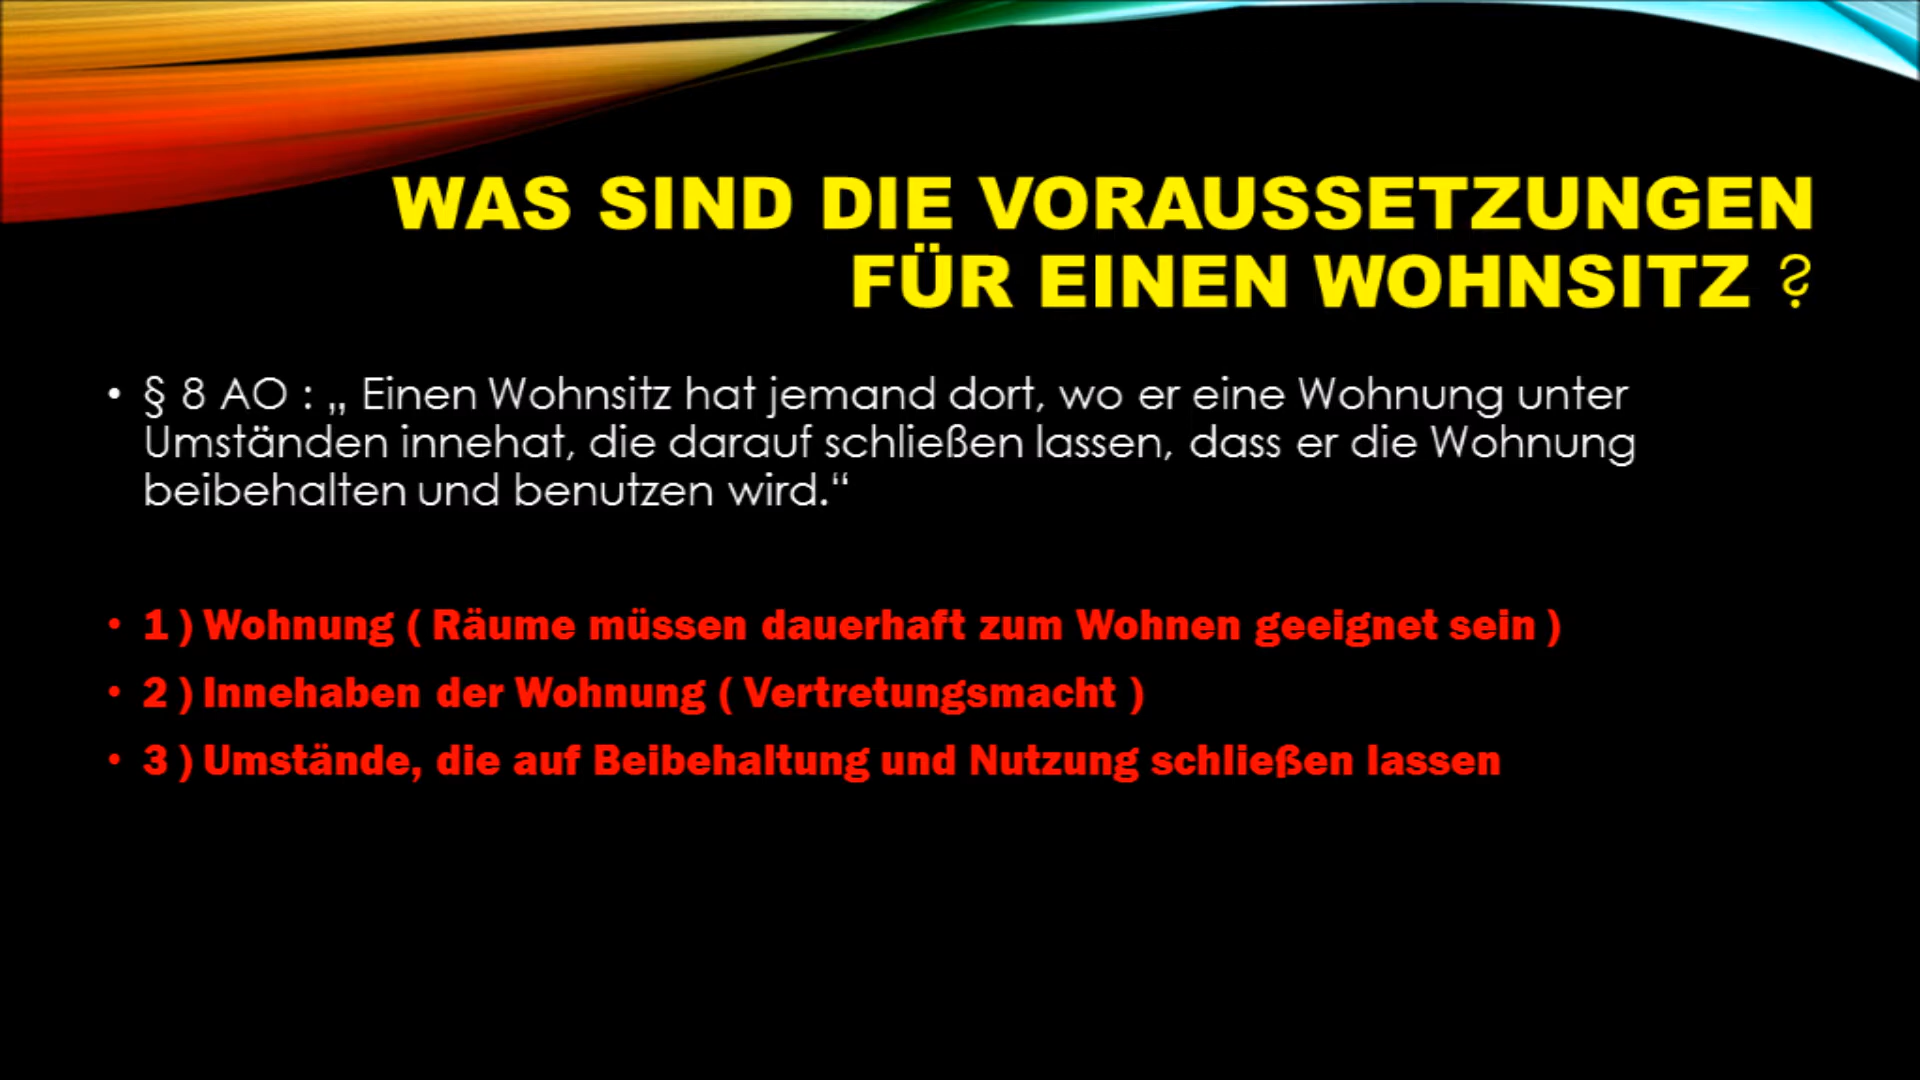 WAS SIND DIE VORAUSSETZUNGEN
FÜR EINEN WOHNSITZ ?
• § 8 AO : „ Einen Wohnsitz hat jemand dort, wo er eine Wohnung unter
Umständen innehat, die darauf schließen lassen, dass er die Wohnung
beibehalten und benutzen wird.“
• 1 ) Wohnung ( Räume müssen dauerhaft zum Wohnen geeignet sein )
• 2 ) Innehaben der Wohnung ( Vertretungsmacht )
• 3 ) Umstände, die auf Beibehaltung und Nutzung schließen lassen